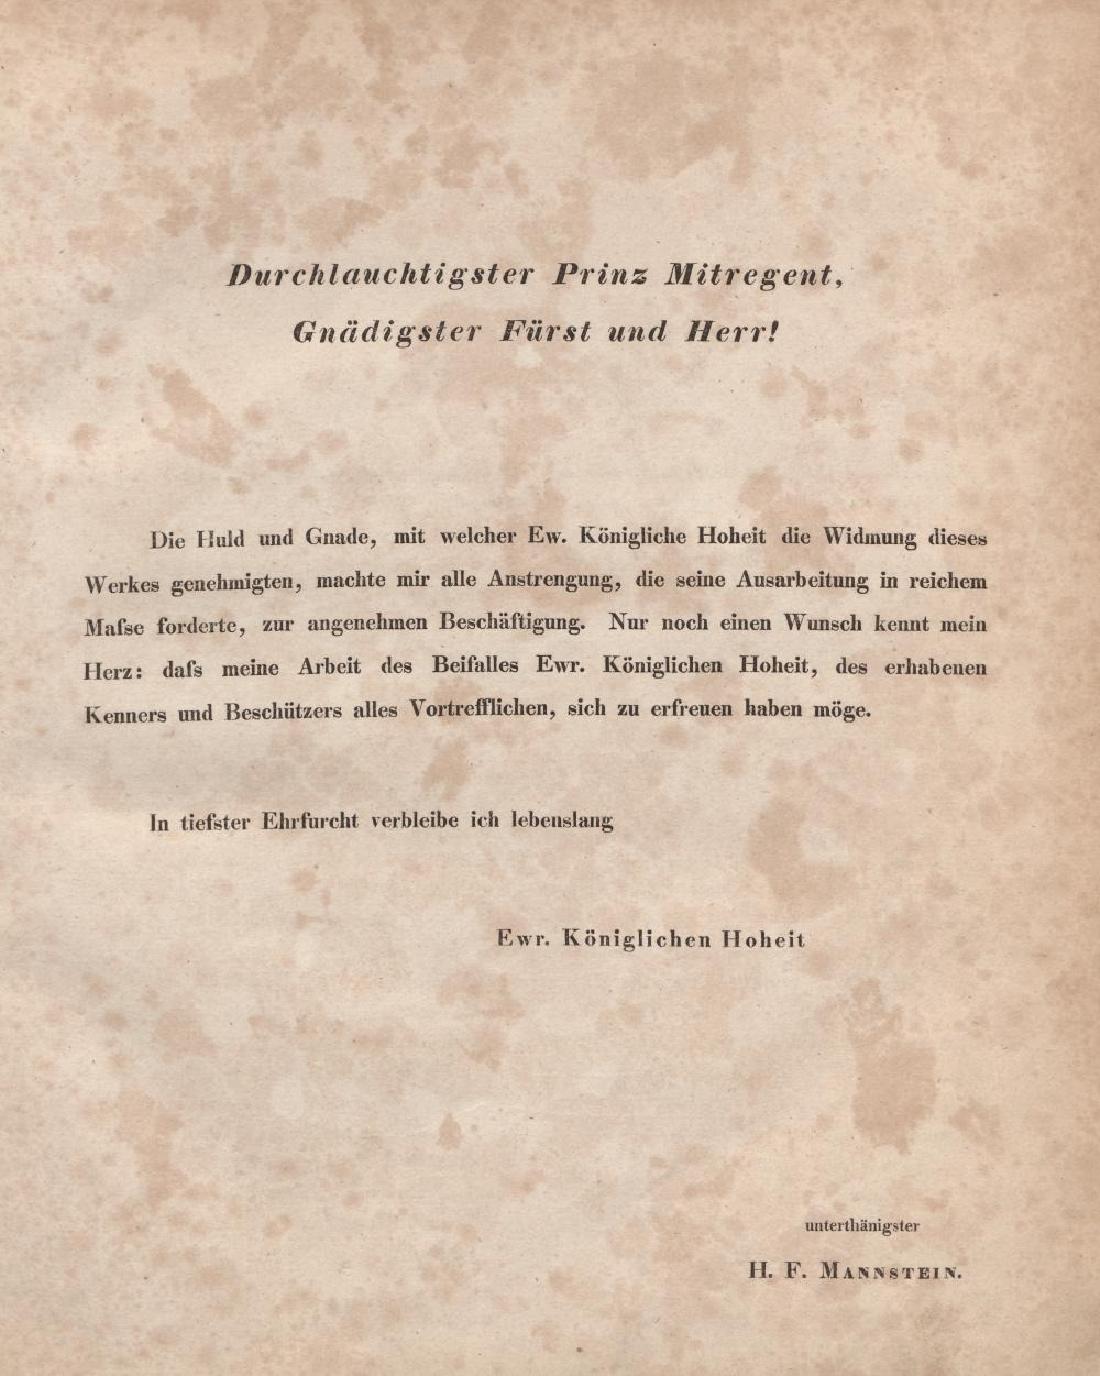 Durchlauchtigster Prinz Mitregent,
Gnädigster Fürst und Herr!
Die Huld und Gnade, mit welcher Ew. Königliche Hoheit die Widmung dieses
Werkes genehmigten, machte mir alle Anstrengung, die seine Ausarbeitung in reichem
Maſse forderte, zur angenehmen Beschäftigung. Nur noch einen Wunsch kennt mein
Herz: daſs meine Arbeit des Beifalles Ewr. Königlichen Hoheit, des erhabenen
Kenners und Beschützers alles Vortrefflichen, sich zu erfreuen haben möge.
In tiefster Ehrfurcht verbleibe ich lebenslang
Ewr. Königlichen Hoheit
unterthänigster
H. F. MANNSTEIN.